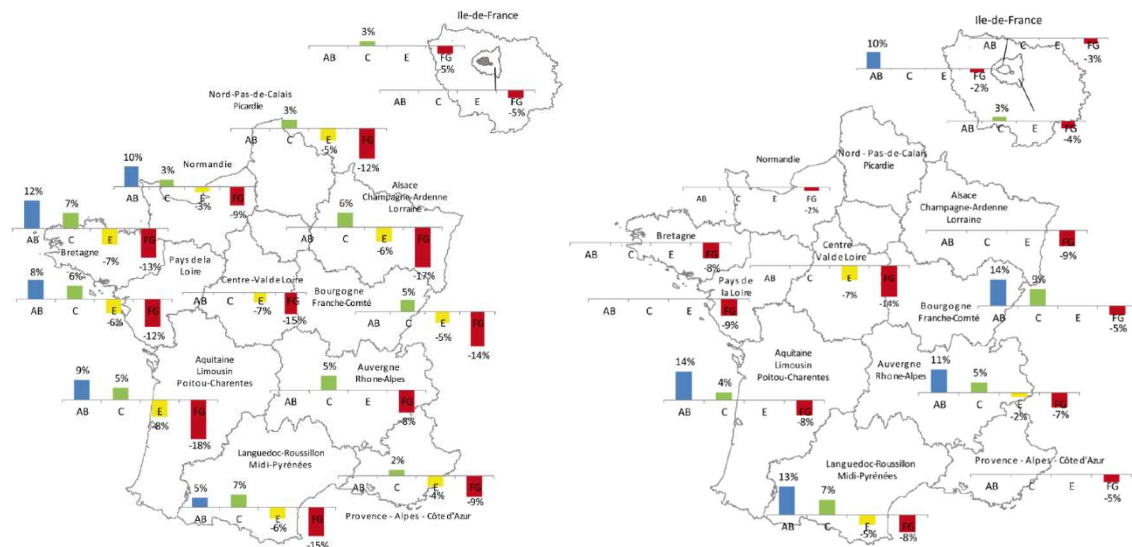 Ile-de-France
3%
AB C E FG
-5%
AB C E FG
-5%
Nord-Pas-de-Calais
Picardie
3%
AB C E FG
-5%
-12%
Normandie
10%
3%
AB C E FG
-3%
-9%
12%
7%
AB C E FG
-7%
-13%
Bretagne
Alsace
Champagne-Ardenne
Lorraine
6%
AB C E FG
-6%
-17%
Pays de la
Loire
8%
6%
AB C E FG
-6%
-12%
Centre-Val de Loire
AB C E FG
-7%
-15%
Bourgogne
Franche-Comté
5%
AB C E FG
-5%
-14%
Aquitaine
Limousin
Poitou-Charentes
9%
5%
AB C E FG
-8%
-18%
Auvergne
Rhone-Alpes
5%
AB C E FG
-8%
Languedoc-Roussillon
Midi-Pyrénées
5%
7%
AB C E FG
-6%
-15%
2%
AB C E FG
-4%
-9%
Provence - Alpes - Côte d'Azur
Ile-de-France
AB C E FG
-3%
10%
AB C E FG
-2%
3%
AB C E FG
-4%
Nord - Pas-de-Calais
Picardie
Normandie
AB C E FG
-2%
Alsace
Champagne-Ardenne
Lorraine
AB C E FG
-9%
Bretagne
AB C E FG
-8%
Centre
Val de Loire
AB C E FG
-7%
-14%
Pays de
la Loire
AB C E FG
-9%
Bourgogne
Franche-Comté
14%
9%
AB C E FG
-5%
Aquitaine
Limousin
Poitou-Charentes
14%
4%
AB C E FG
-8%
Auvergne
Rhone-Alpes
11%
5%
AB C E FG
-2%
-7%
Languedoc-Roussillon
Midi-Pyrénées
13%
7%
AB C E FG
-5%
-8%
Provence - Alpes - Côte d'Azur
AB C E FG
-5%